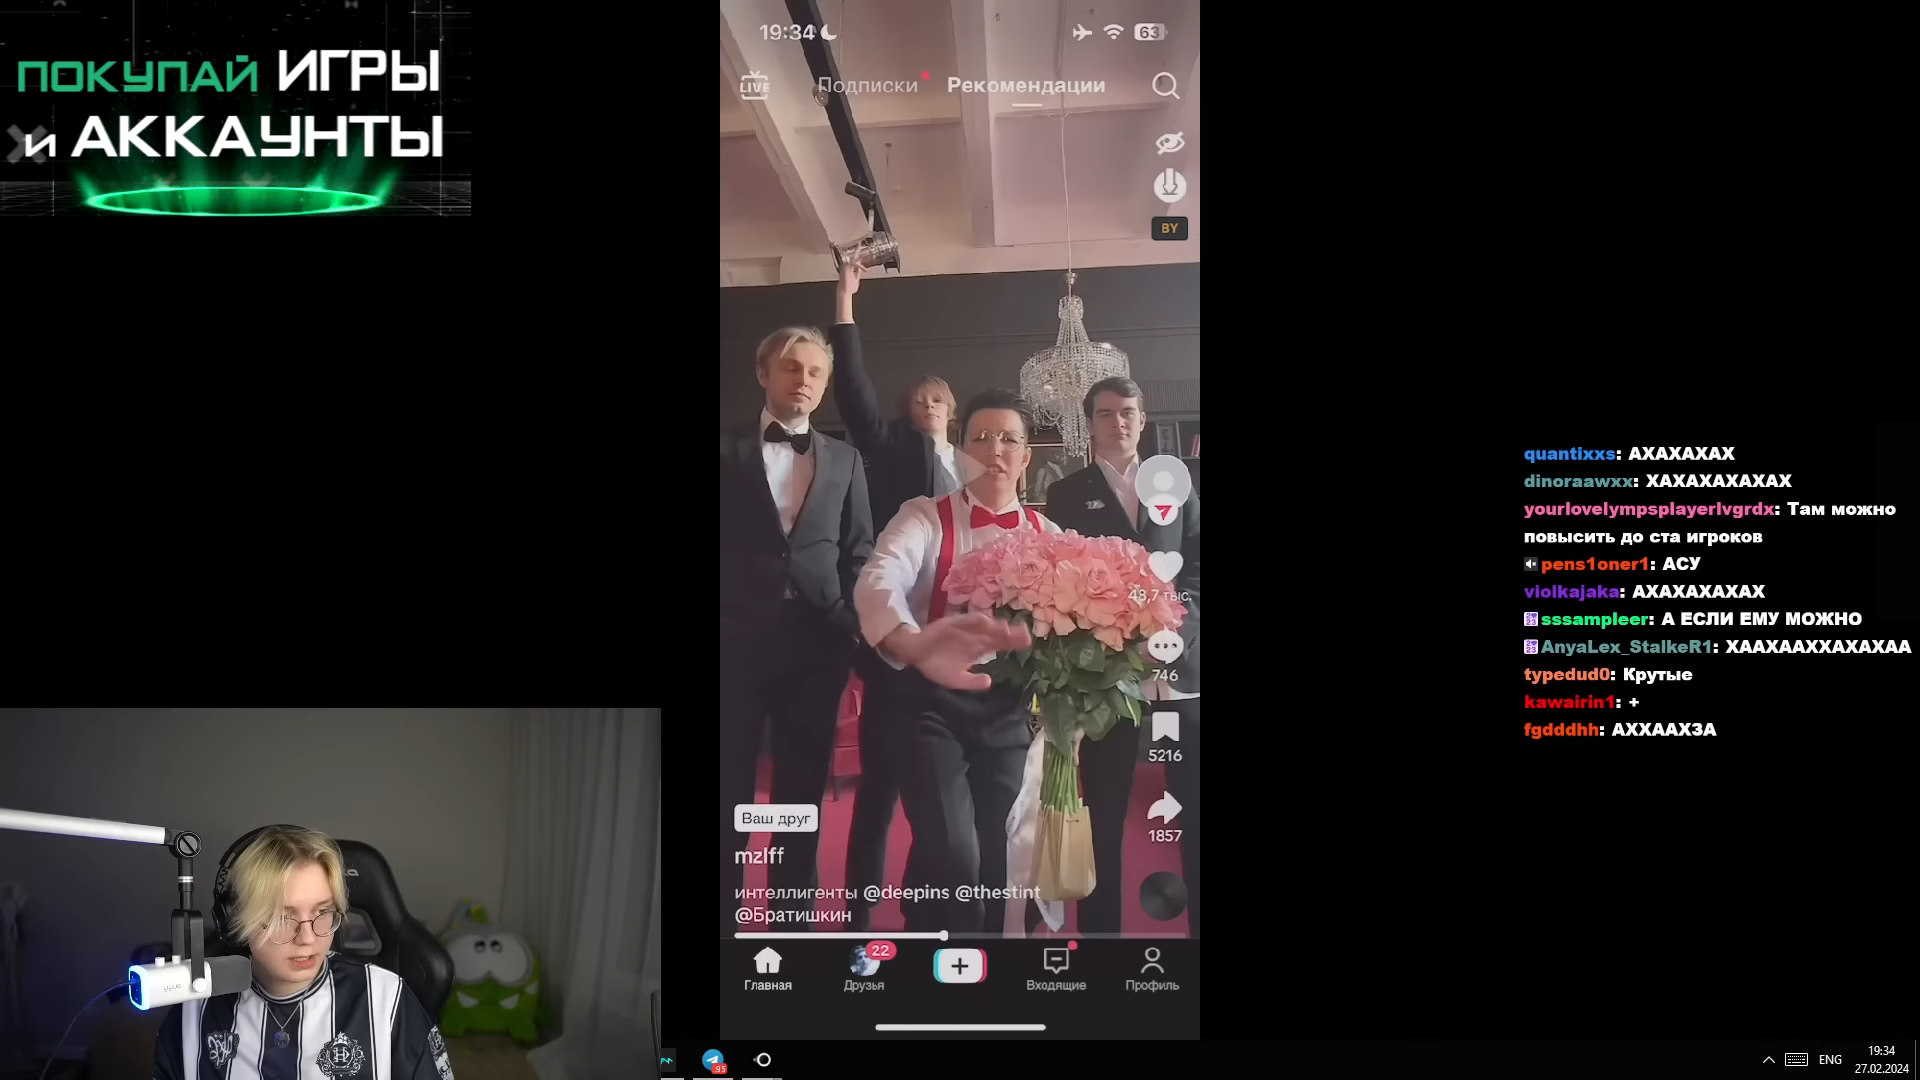 ПОКУПАЙ ИГРЫ
и АККАУНТЫ
19:34
63
LIVE
Подписки
Рекомендации
BY
48,7 тыс.
746
5216
1857
Ваш друг
mzlff
интеллигенты @deepins @thestint
@Братишкин
22
Главная
Друзья
Входящие
Профиль
quantixxs: АХАХАХАХ
dinoraawxx: ХАХАХАХАХАХ
yourlovelympsplayerlvgrdx: Там можно
повысить до ста игроков
pens1oner1: АСУ
violkajaka: АХАХАХАХАХ
sssampleer: А ЕСЛИ ЕМУ МОЖНО
AnyaLex_StalkeR1: ХААХААХХАХАХАА
typedud0: Крутые
kawairin1: +
fgdddhh: АХХААХЗА
95
ENG
19:34
27.02.2024